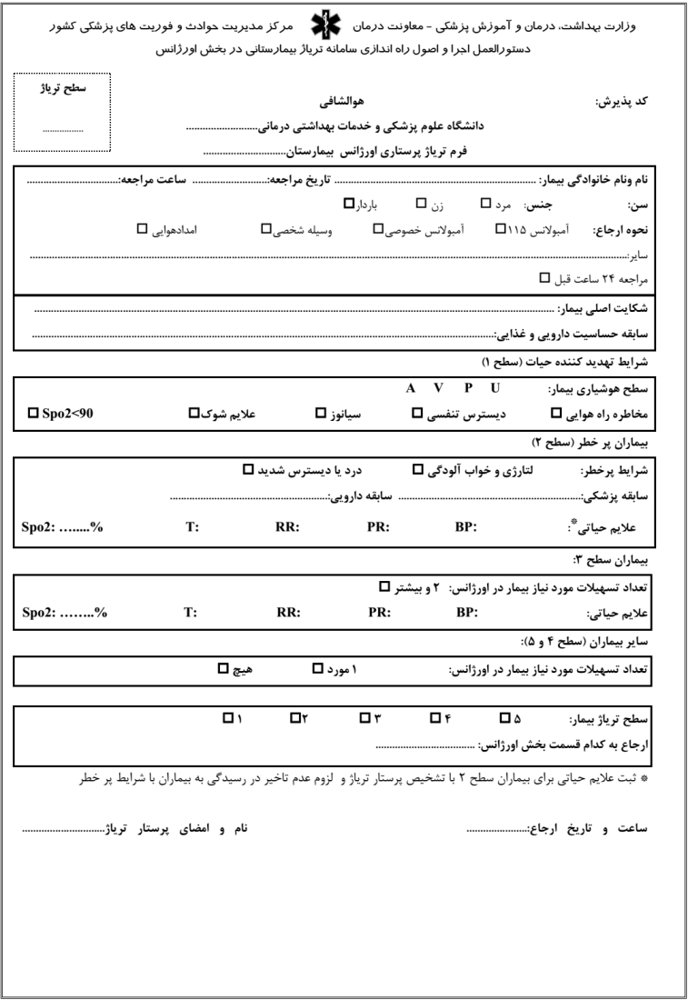 وزارت بهداشت، درمان و آموزش پزشکی - معاونت درمان مرکز مدیریت حوادث و فوریت های پزشکی کشور
دستورالعمل اجرا و اصول راه اندازی سامانه تریاژ بیمارستانی در بخش اورژانس
سطح تریاژ
................
کد پذیرش: هوالشافی
دانشگاه علوم پزشکی و خدمات بهداشتی درمانی..........................
فرم تریاژ پرستاری اورژانس بیمارستان..............................
نام ونام خانوادگی بیمار: .......................................................................... تاریخ مراجعه:........................... ساعت مراجعه:.................................
سن: جنس: مرد □ زن □ باردار□
نحوه ارجاع: آمبولانس ۱۱۵□ آمبولانس خصوصی□ وسیله شخصی□ امدادهوایی □
سایر:..........................................................................................................................
مراجعه ۲۴ ساعت قبل □
شکایت اصلی بیمار: ..........................................................................................................................
سابقه حساسیت دارویی و غذایی:..........................................................................................................................
شرایط تهدید کننده حیات (سطح ۱)
سطح هوشیاری بیمار: A V P U
مخاطره راه هوایی □ دیسترس تنفسی □ سیانوز □ علایم شوک□ Spo2<90 □
بیماران پر خطر (سطح ۲)
شرایط پرخطر: لتارژی و خواب آلودگی □ درد یا دیسترس شدید □
سابقه پزشکی:.................................................................. سابقه دارویی:..........................................................
علایم حیاتی*: BP: PR: RR: T: Spo2: ….....%
بیماران سطح ۳:
تعداد تسهیلات مورد نیاز بیمار در اورژانس: ۲ و بیشتر □
علایم حیاتی: BP: PR: RR: T: Spo2: ……..%
سایر بیماران (سطح ۴ و ۵):
تعداد تسهیلات مورد نیاز بیمار در اورژانس: ۱ مورد □ هیچ □
سطح تریاژ بیمار: ۵ □ ۴ □ ۳ □ ۲□ ۱ □
ارجاع به کدام قسمت بخش اورژانس: ....................................
* ثبت علایم حیاتی برای بیماران سطح ۲ با تشخیص پرستار تریاژ و لزوم عدم تاخیر در رسیدگی به بیماران با شرایط پر خطر
ساعت و تاریخ ارجاع:...................... نام و امضای پرستار تریاژ..............................